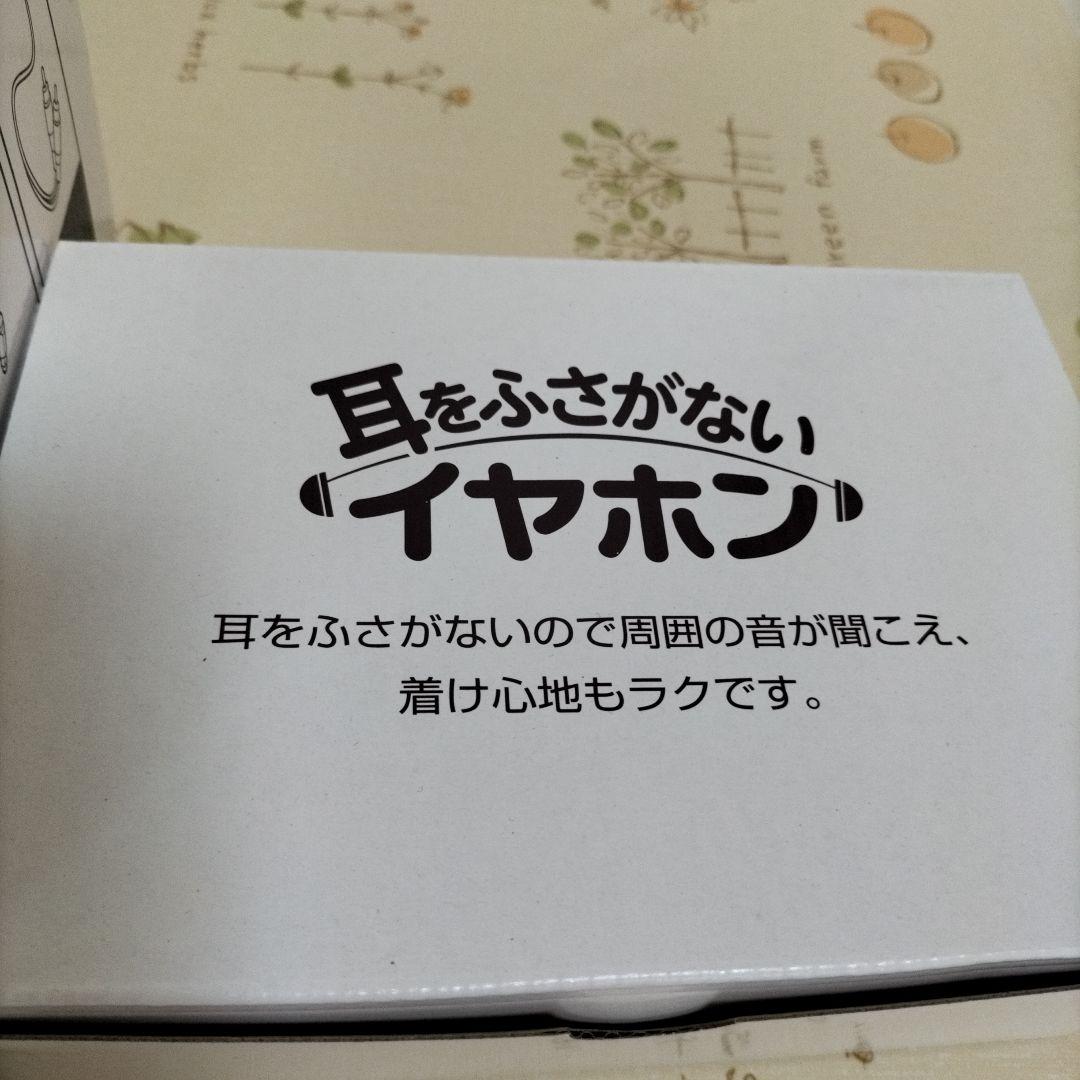 耳をふさがない
イヤホン
耳をふさがないので周囲の音が聞こえ、
着け心地もラクです。
farm